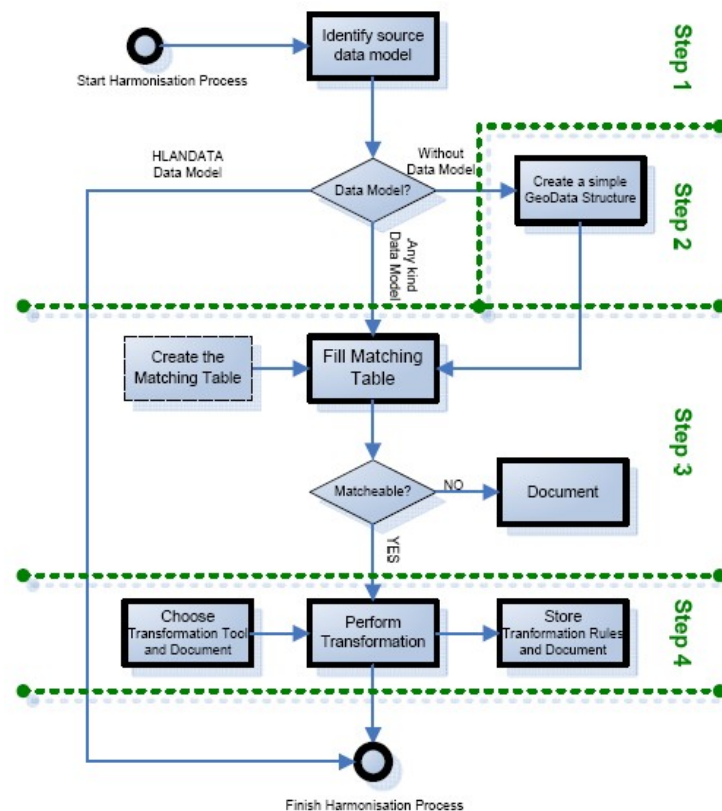 Identify source
data model
Start Harmonisation Process
Step 1
HLANDATA
Data Model
Without
Data Model
Data Model?
Create a simple
GeoData Structure
Step 2
Any kind
Data Model
Create the
Matching Table
Fill Matching
Table
Step 3
Matcheable?
NO
Document
YES
Choose
Transformation Tool
and Document
Perform
Transformation
Store
Tranformation Rules
and Document
Step 4
Finish Harmonisation Process